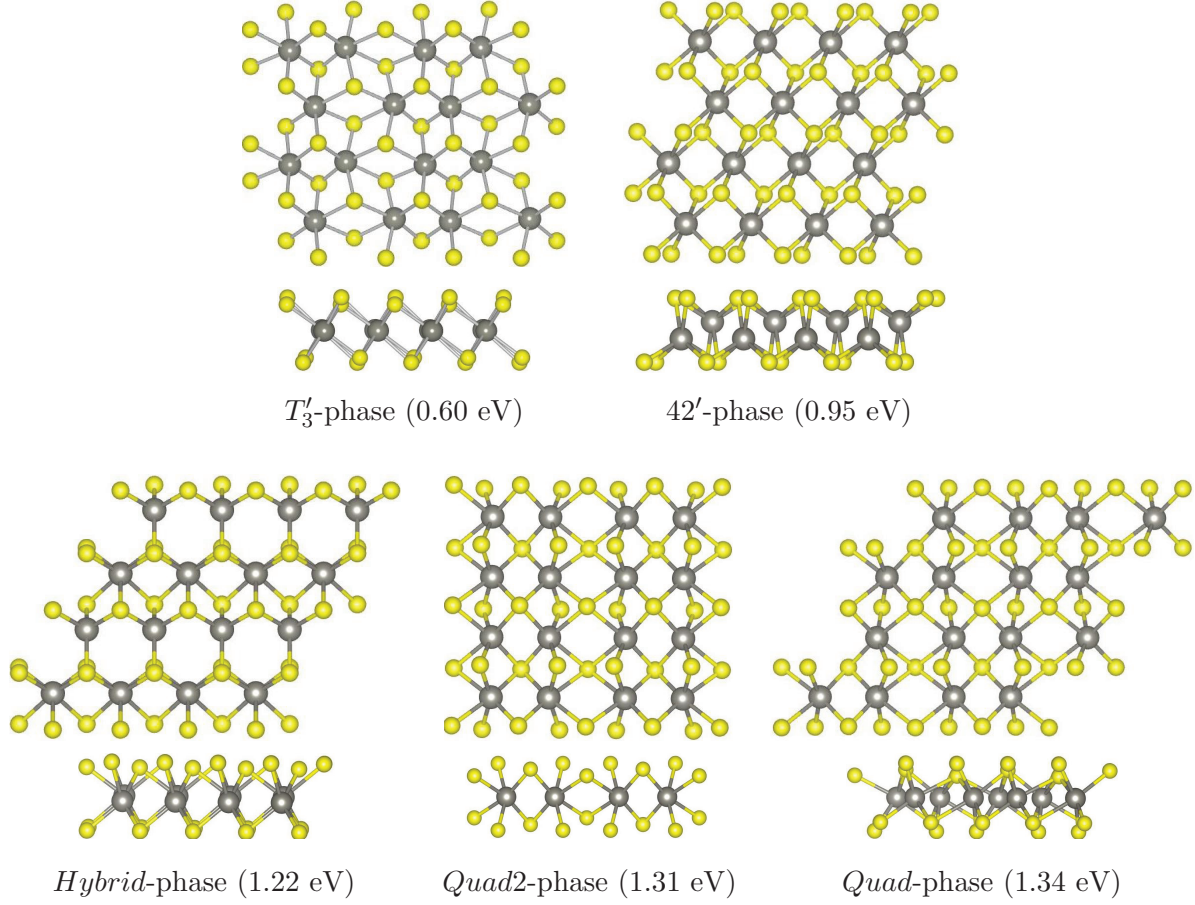 T′₃-phase (0.60 eV)
42′-phase (0.95 eV)
Hybrid-phase (1.22 eV)
Quad2-phase (1.31 eV)
Quad-phase (1.34 eV)